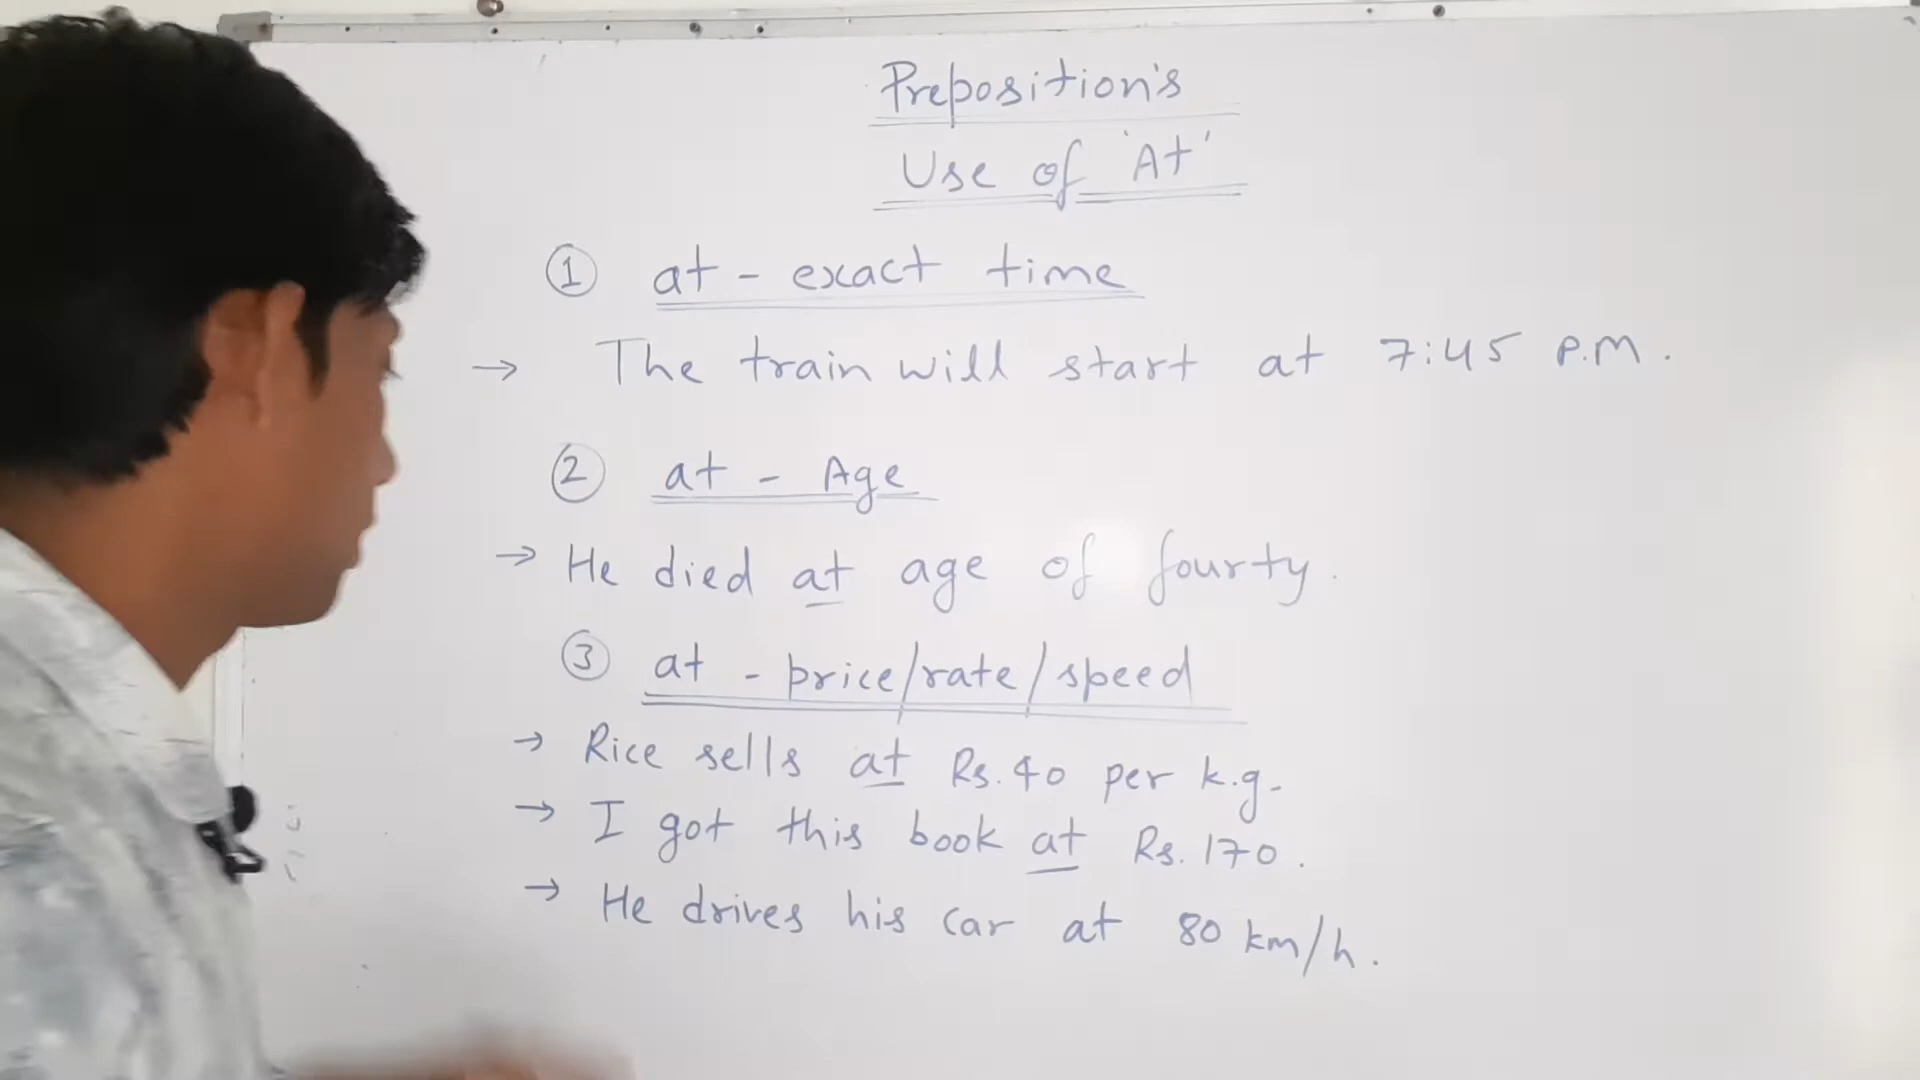 Preposition's
Use of 'At'
① at - exact time
→ The train will start at 7:45 P.M.
② at - Age
→ He died at age of fourty.
③ at - price/rate/speed
→ Rice sells at Rs. 40 per k.g.
→ I got this book at Rs. 170.
→ He drives his car at 80 km/h.